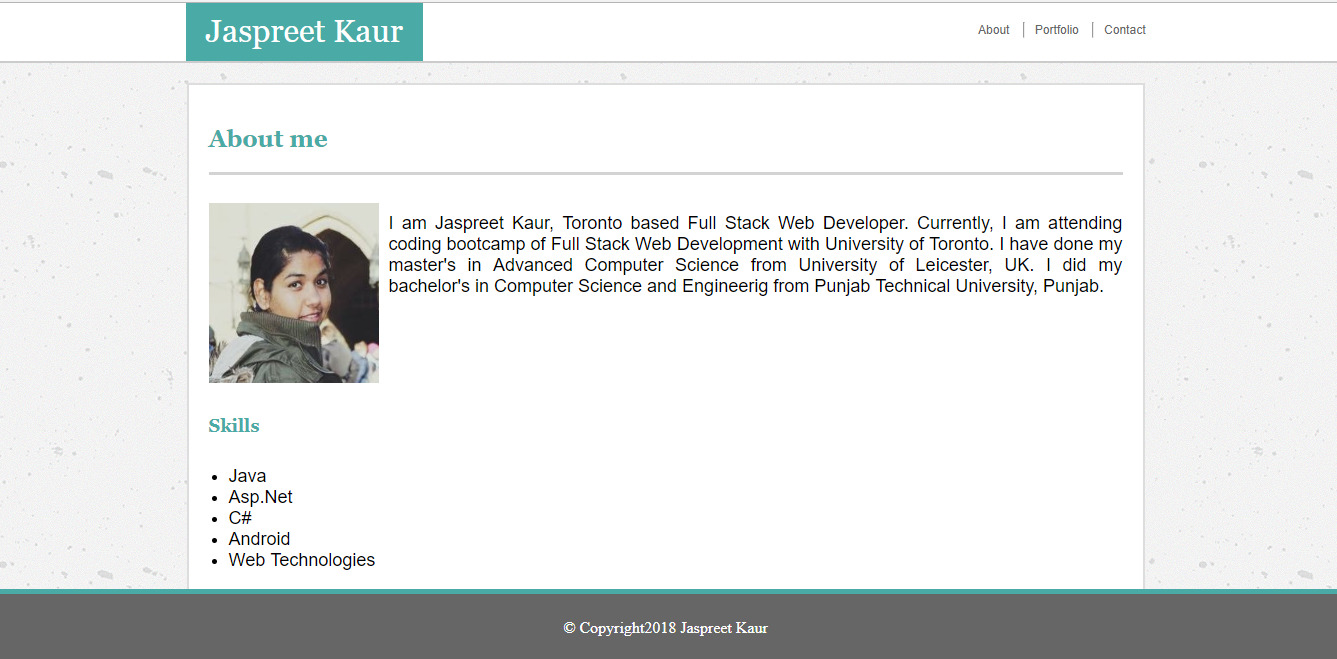 Jaspreet Kaur
About Portfolio Contact
About me
I am Jaspreet Kaur, Toronto based Full Stack Web Developer. Currently, I am attending
coding bootcamp of Full Stack Web Development with University of Toronto. I have done my
master's in Advanced Computer Science from University of Leicester, UK. I did my
bachelor's in Computer Science and Engineerig from Punjab Technical University, Punjab.
Skills
Java
Asp.Net
C#
Android
Web Technologies
© Copyright2018 Jaspreet Kaur